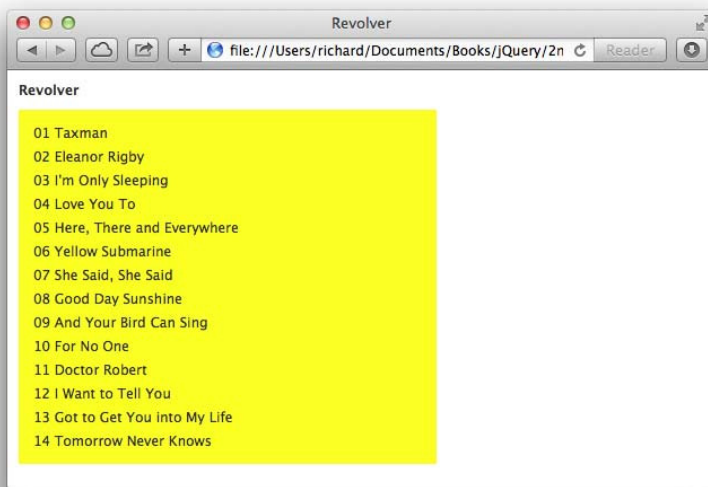 Revolver
file:///Users/richard/Documents/Books/jQuery/2n
Reader
Revolver
01 Taxman
02 Eleanor Rigby
03 I'm Only Sleeping
04 Love You To
05 Here, There and Everywhere
06 Yellow Submarine
07 She Said, She Said
08 Good Day Sunshine
09 And Your Bird Can Sing
10 For No One
11 Doctor Robert
12 I Want to Tell You
13 Got to Get You into My Life
14 Tomorrow Never Knows